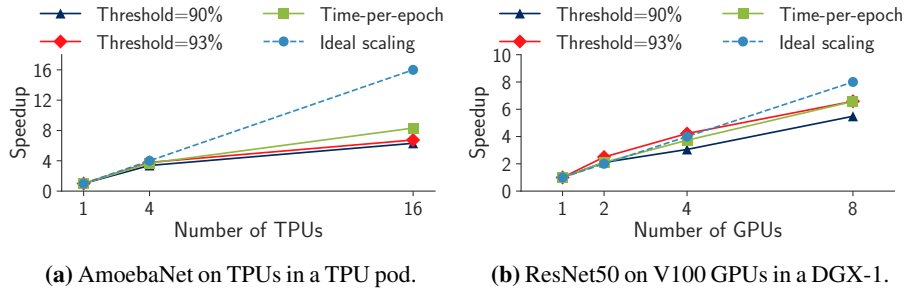 Threshold=90%
Time-per-epoch
Threshold=93%
Ideal scaling
16
12
8
4
0
Speedup
1
4
16
Number of TPUs
(a) AmoebaNet on TPUs in a TPU pod.
Threshold=90%
Time-per-epoch
Threshold=93%
Ideal scaling
10
8
6
4
2
0
Speedup
1
2
4
8
Number of GPUs
(b) ResNet50 on V100 GPUs in a DGX-1.